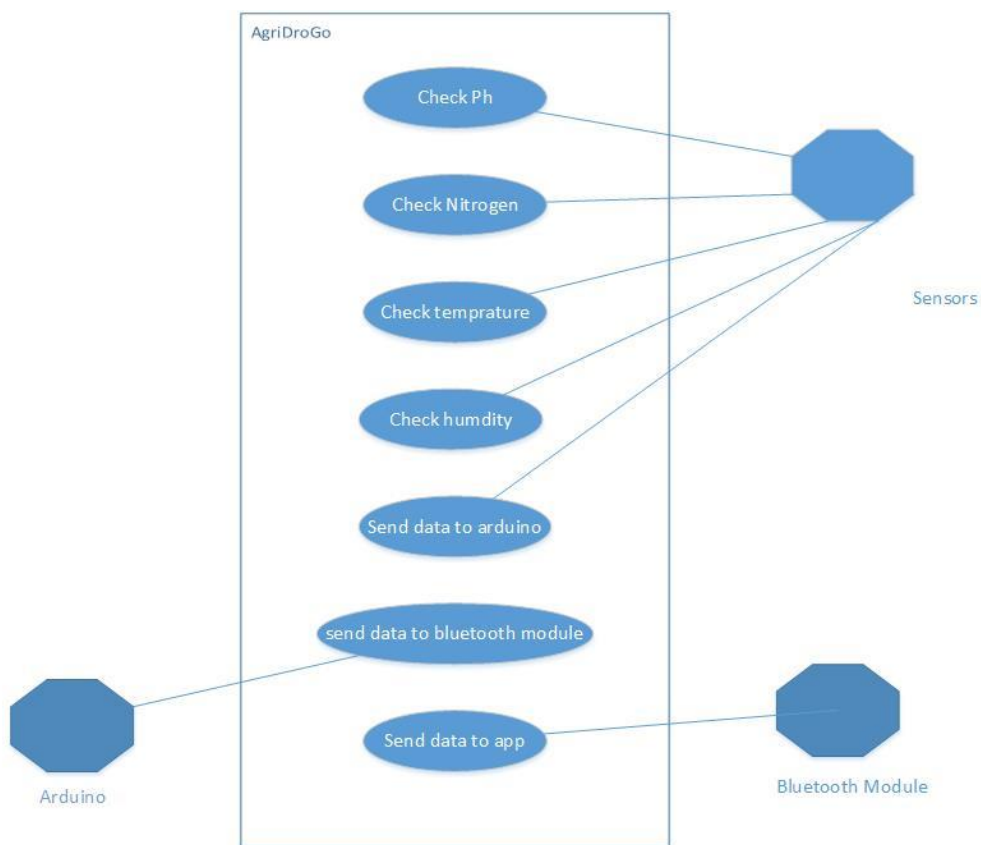 AgriDroGo
Check Ph
Check Nitrogen
Check temprature
Sensors
Check humdity
Send data to arduino
send data to bluetooth module
Send data to app
Arduino
Bluetooth Module